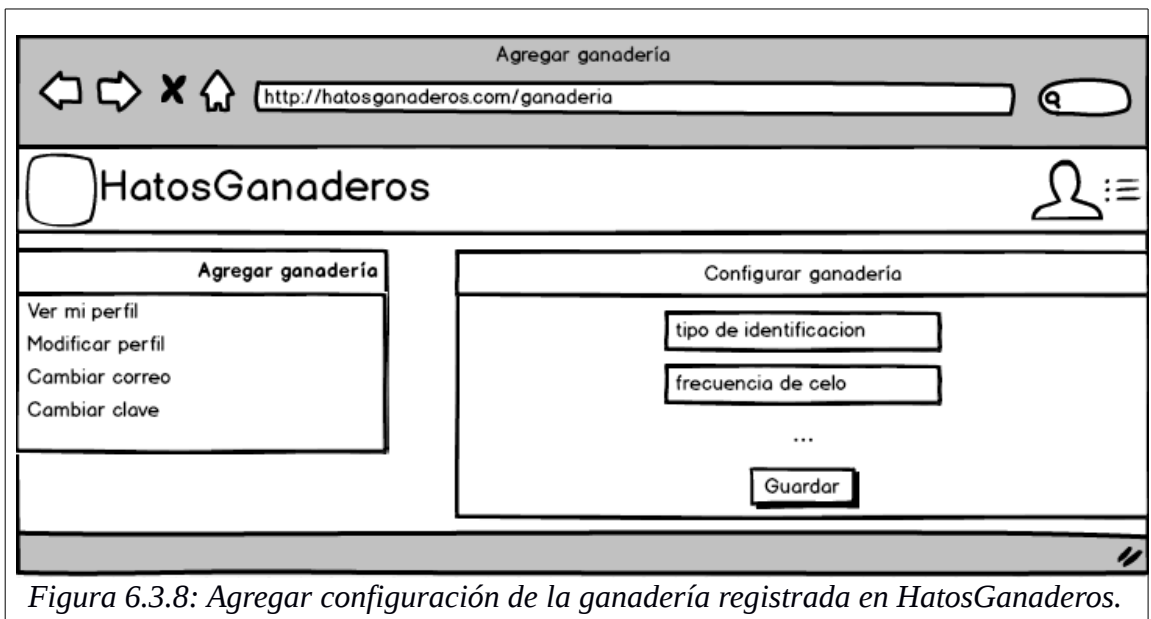 Agregar ganadería
http://hatosganaderos.com/ganaderia
HatosGanaderos
Agregar ganadería
Ver mi perfil
Modificar perfil
Cambiar correo
Cambiar clave
Configurar ganadería
tipo de identificacion
frecuencia de celo
...
Guardar
Figura 6.3.8: Agregar configuración de la ganadería registrada en HatosGanaderos.